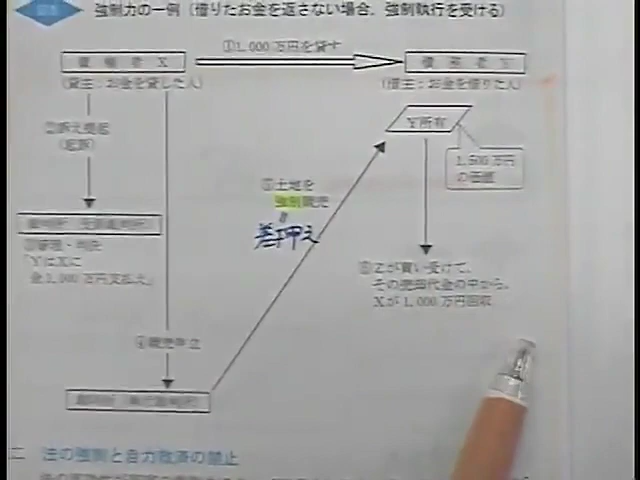 強制力の一例（借りたお金を返さない場合、強制執行を受ける）
①1,000万円を貸す
債権者X
債務者Y
（貸主：お金を貸した人）
（借主：お金を借りた人）
Y所有
②訴え提起
（起訴）
1,500万円
の価値
⑤土地を
強制競売
〃
差押え
③審理・判決
「YはXに
金1,000万円支払え」
⑥Zが買い受けて、
その売却代金の中から、
Xが1,000万円回収
④競売申立
二 法の強制と自力救済の禁止